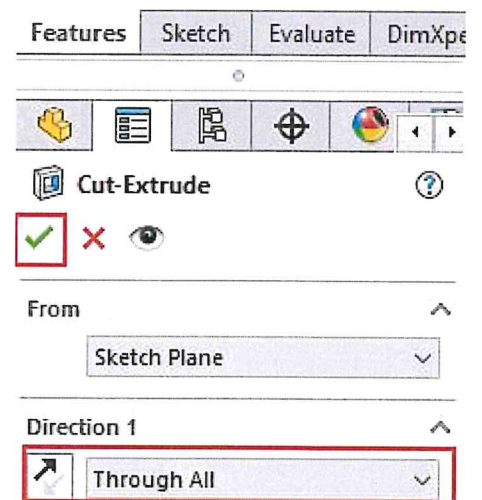 Features Sketch Evaluate DimXpe
Cut-Extrude
From
Sketch Plane
Direction 1
Through All